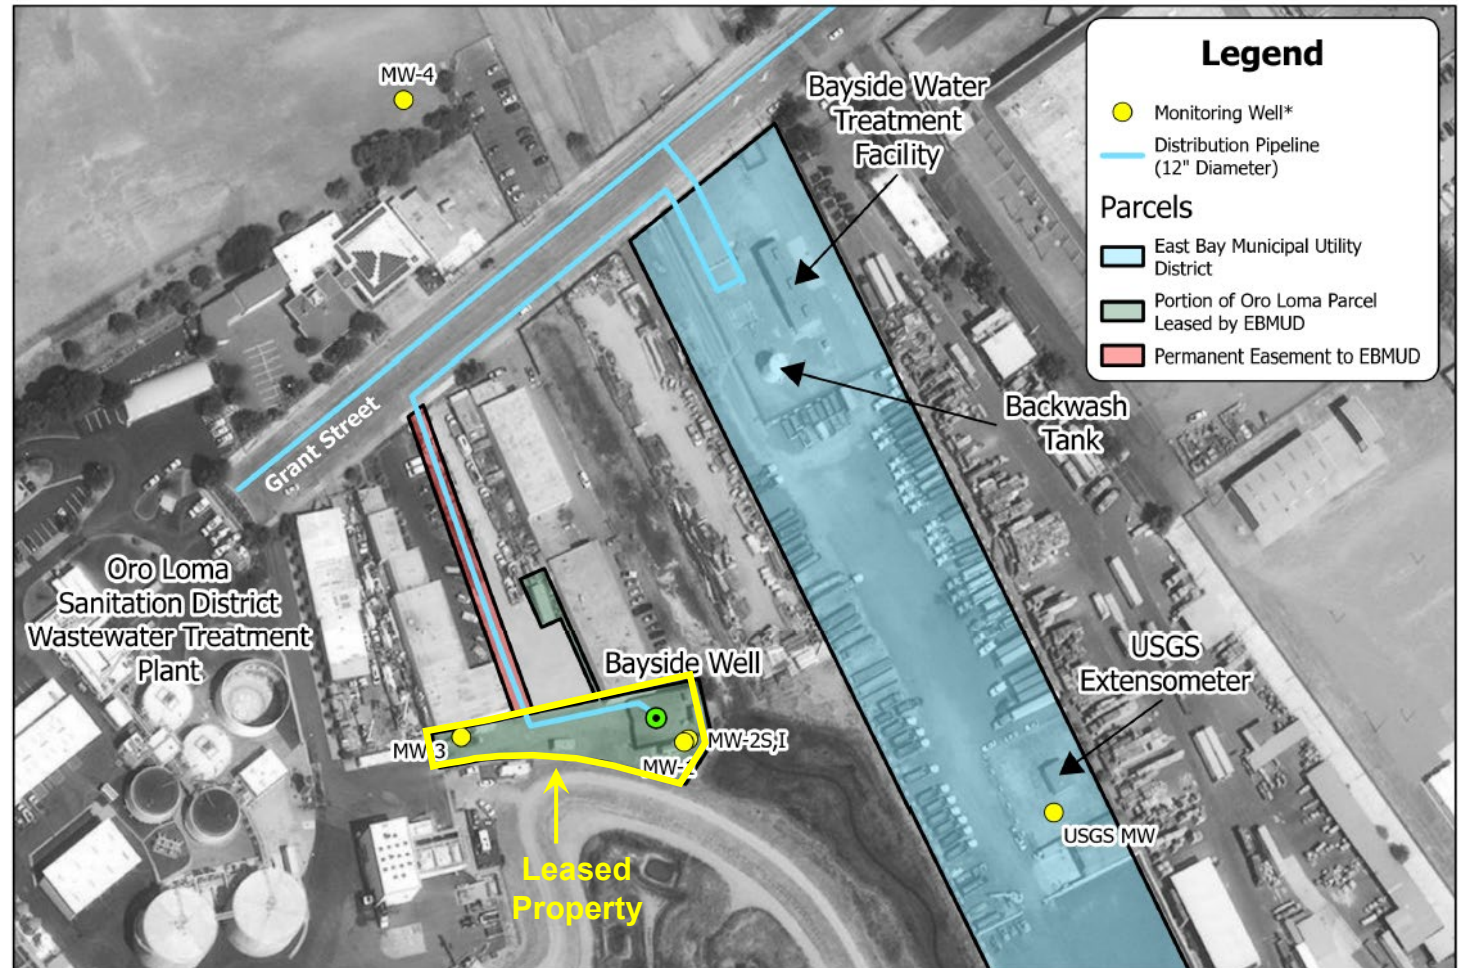 MW-4
Bayside Water
Treatment
Facility
Legend
Monitoring Well*
Distribution Pipeline
(12" Diameter)
Parcels
East Bay Municipal Utility
District
Portion of Oro Loma Parcel
Leased by EBMUD
Permanent Easement to EBMUD
Backwash
Tank
Grant Street
Oro Loma
Sanitation District
Wastewater Treatment
Plant
Bayside Well
USGS
Extensometer
MW-3
MW-2S,I
USGS MW
Leased
Property